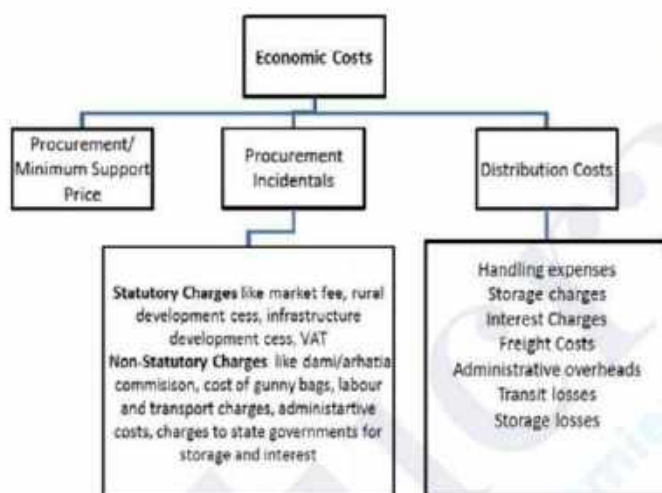 Economic Costs
Procurement/
Minimum Support
Price
Procurement
Incidentals
Distribution Costs
Statutory Charges like market fee, rural
development cess, infrastructure
development cess, VAT
Non-Statutory Charges like dami/arhatia
commisison, cost of gunny bags, labour
and transport charges, administartive
costs, charges to state governments for
storage and interest
Handling expenses
Storage charges
Interest Charges
Freight Costs
Administrative overheads
Transit losses
Storage losses